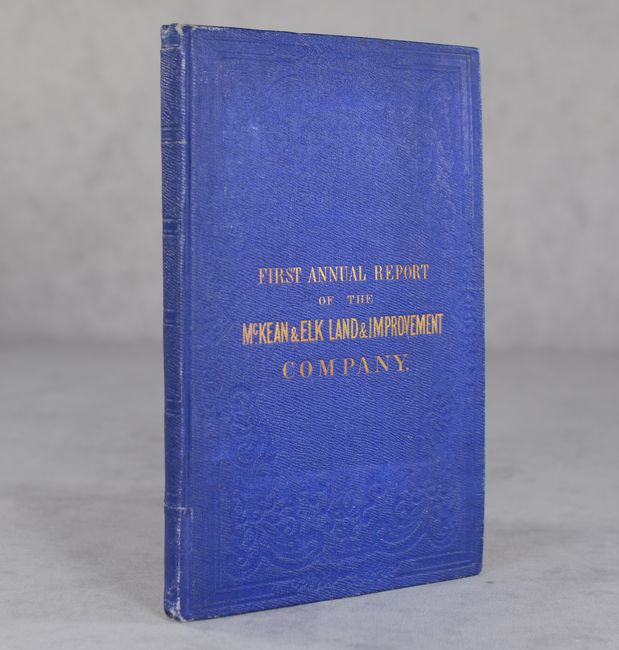 FIRST ANNUAL REPORT
OF THE
McKEAN & ELK LAND & IMPROVEMENT
COMPANY.